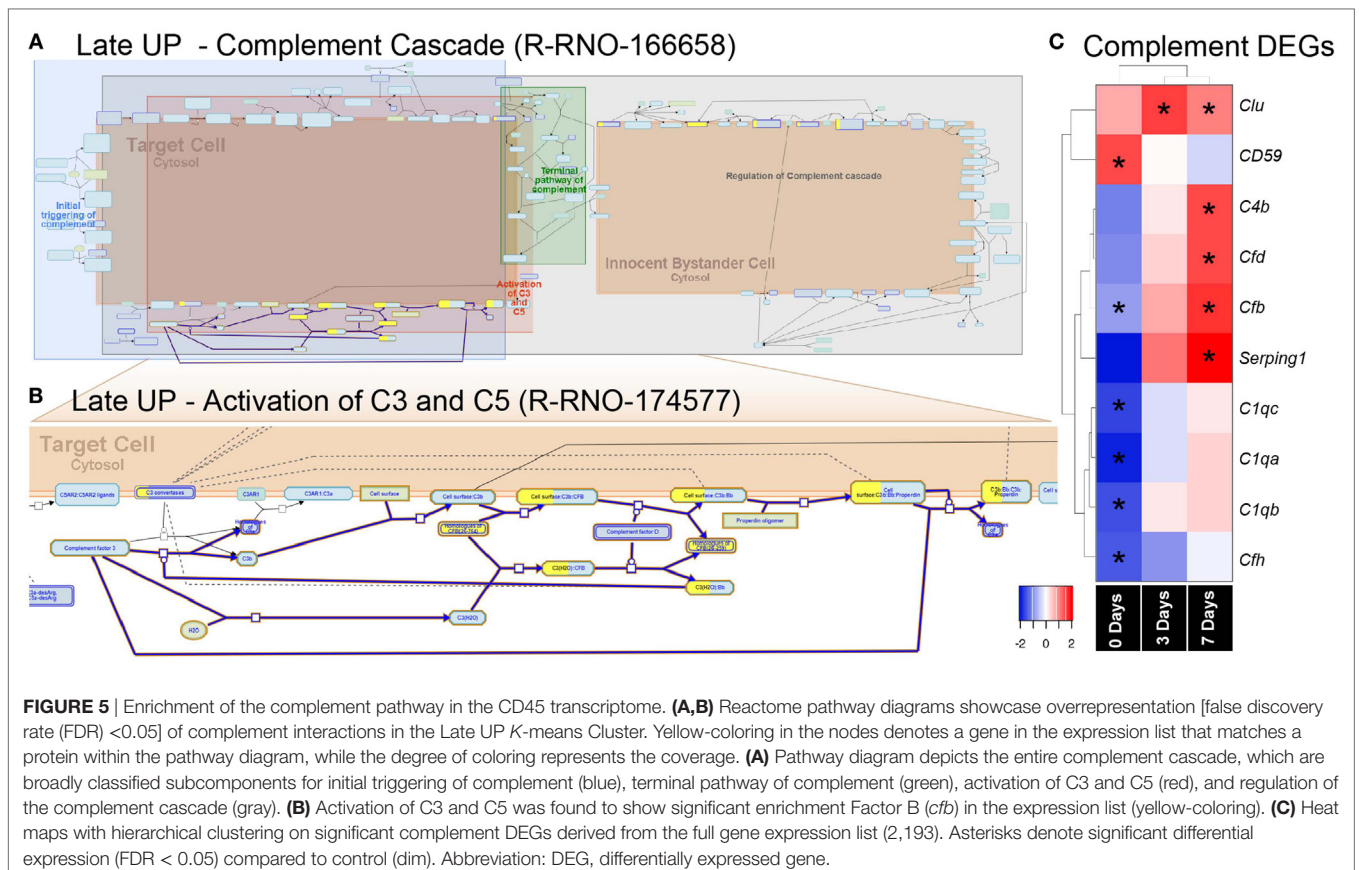 A Late UP - Complement Cascade (R-RNO-166658)
Target Cell
Cytosol
Initial
triggering of
complement
Terminal
pathway of
complement
Regulation of Complement cascade
Innocent Bystander Cell
Cytosol
Activation
of C3
and
C5
B Late UP - Activation of C3 and C5 (R-RNO-174577)
Target Cell
Cytosol
C5AR2:C5AR2 ligands
C3 convertases
C3AR1
C3AR1:C3a
Cell surface
Cell surface:C3b
Cell surface:C3b:CFB
Cell surface:C3b:Bb
Cell
surface:C3b:Bb:Properdin
C3b:Bb:C3b:
Properdin
Cell s
Complement factor 3
C3b
Complement factor D
Properdin oligomer
C3(H2O):CFB
C3(H2O):Bb
C3(H2O)
H2O
C Complement DEGs
* * Clu
* CD59
* C4b
* Cfd
* * Cfb
* Serping1
* C1qc
* C1qa
* C1qb
* Cfh
-2 0 2
0 Days
3 Days
7 Days
FIGURE 5 | Enrichment of the complement pathway in the CD45 transcriptome. (A,B) Reactome pathway diagrams showcase overrepresentation [false discovery
rate (FDR) <0.05] of complement interactions in the Late UP K-means Cluster. Yellow-coloring in the nodes denotes a gene in the expression list that matches a
protein within the pathway diagram, while the degree of coloring represents the coverage. (A) Pathway diagram depicts the entire complement cascade, which are
broadly classified subcomponents for initial triggering of complement (blue), terminal pathway of complement (green), activation of C3 and C5 (red), and regulation of
the complement cascade (gray). (B) Activation of C3 and C5 was found to show significant enrichment Factor B (cfb) in the expression list (yellow-coloring). (C) Heat
maps with hierarchical clustering on significant complement DEGs derived from the full gene expression list (2,193). Asterisks denote significant differential
expression (FDR < 0.05) compared to control (dim). Abbreviation: DEG, differentially expressed gene.